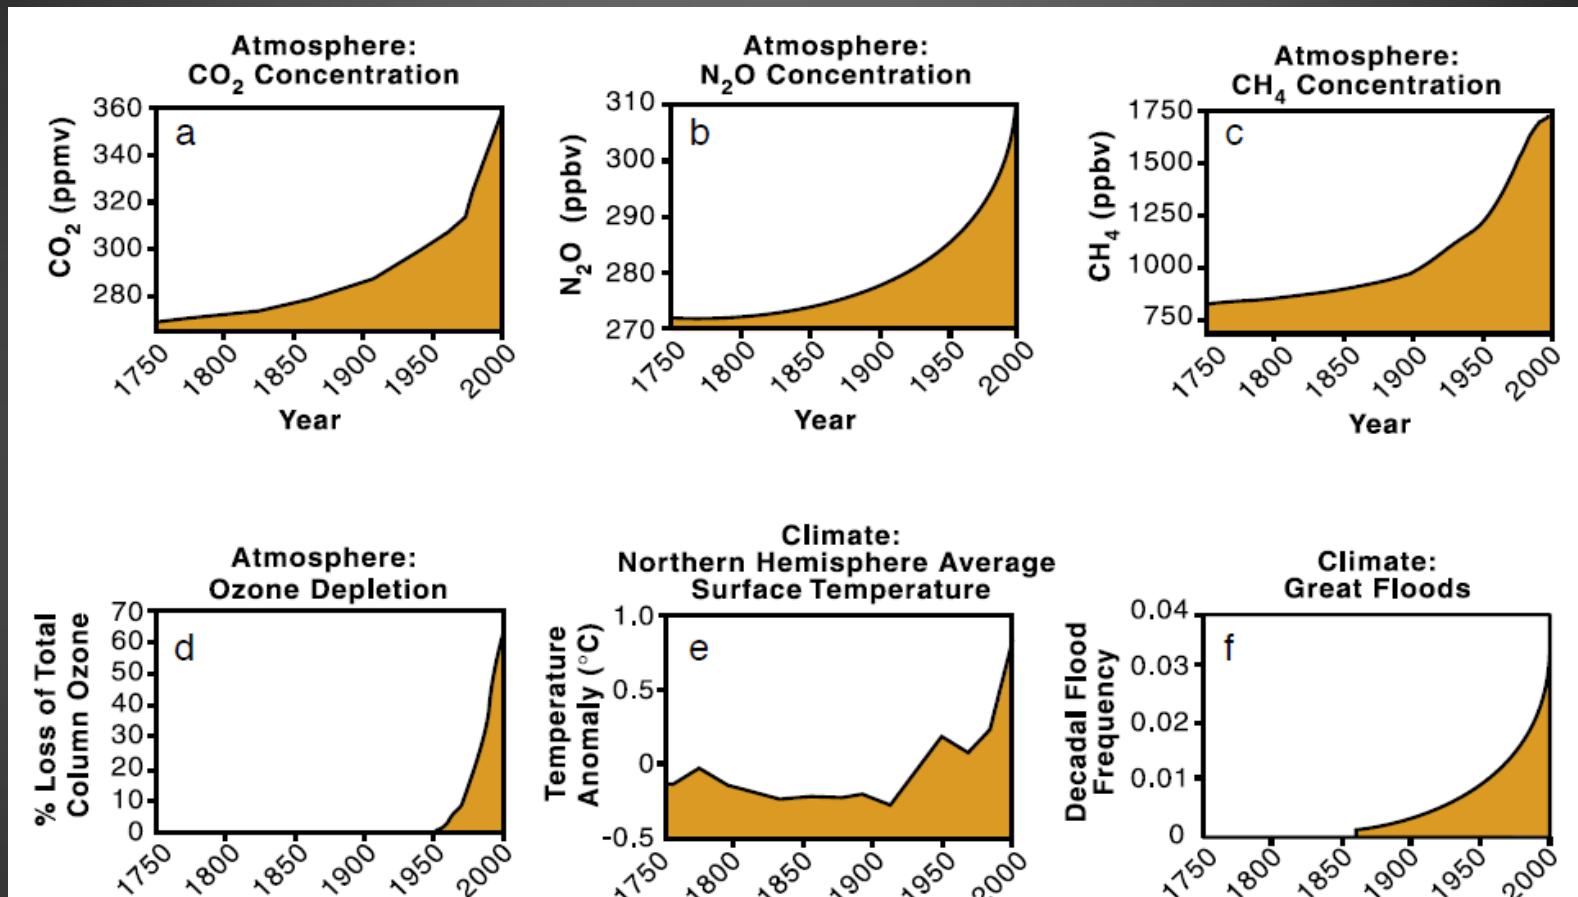 Atmosphere:
CO2 Concentration
a
CO2 (ppmv)
360
340
320
300
280
1750 1800 1850 1900 1950 2000
Year
Atmosphere:
N2O Concentration
b
N2O (ppbv)
310
300
290
280
270
1750 1800 1850 1900 1950 2000
Year
Atmosphere:
CH4 Concentration
c
CH4 (ppbv)
1750
1500
1250
1000
750
1750 1800 1850 1900 1950 2000
Year
Atmosphere:
Ozone Depletion
d
% Loss of Total
Column Ozone
70
60
50
40
30
20
10
0
1750 1800 1850 1900 1950 2000
Climate:
Northern Hemisphere Average
Surface Temperature
e
Temperature
Anomaly (°C)
1.0
0.5
0
-0.5
1750 1800 1850 1900 1950 2000
Climate:
Great Floods
f
Decadal Flood
Frequency
0.04
0.03
0.02
0.01
0
1750 1800 1850 1900 1950 2000